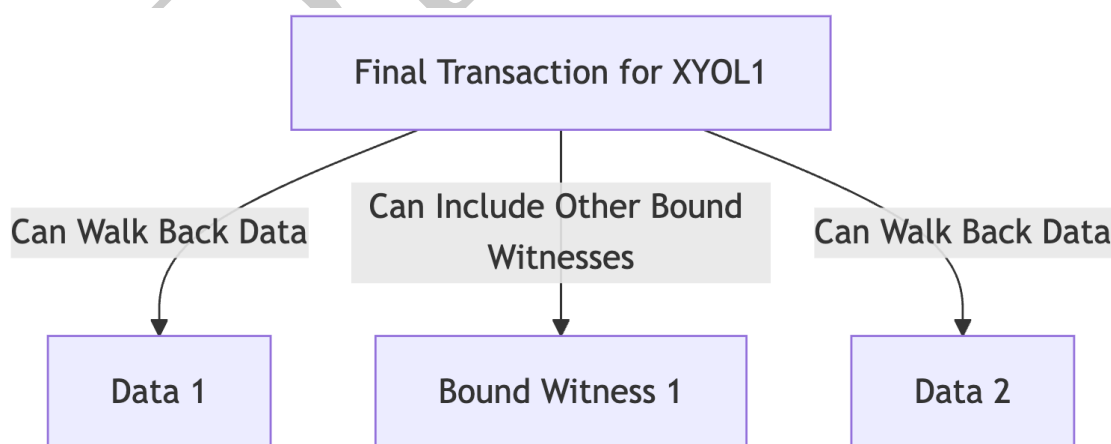 Final Transaction for XYOL1
Can Walk Back Data
Can Include Other Bound
Witnesses
Can Walk Back Data
Data 1
Bound Witness 1
Data 2